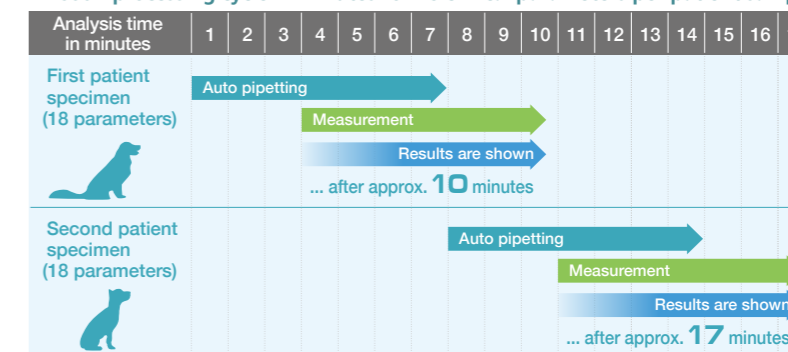 Analysis time
in minutes
1 2 3 4 5 6 7 8 9 10 11 12 13 14 15 16
First patient
specimen
(18 parameters)
Auto pipetting
Measurement
Results are shown
... after approx. 10 minutes
Second patient
specimen
(18 parameters)
Auto pipetting
Measurement
Results are shown
... after approx. 17 minutes